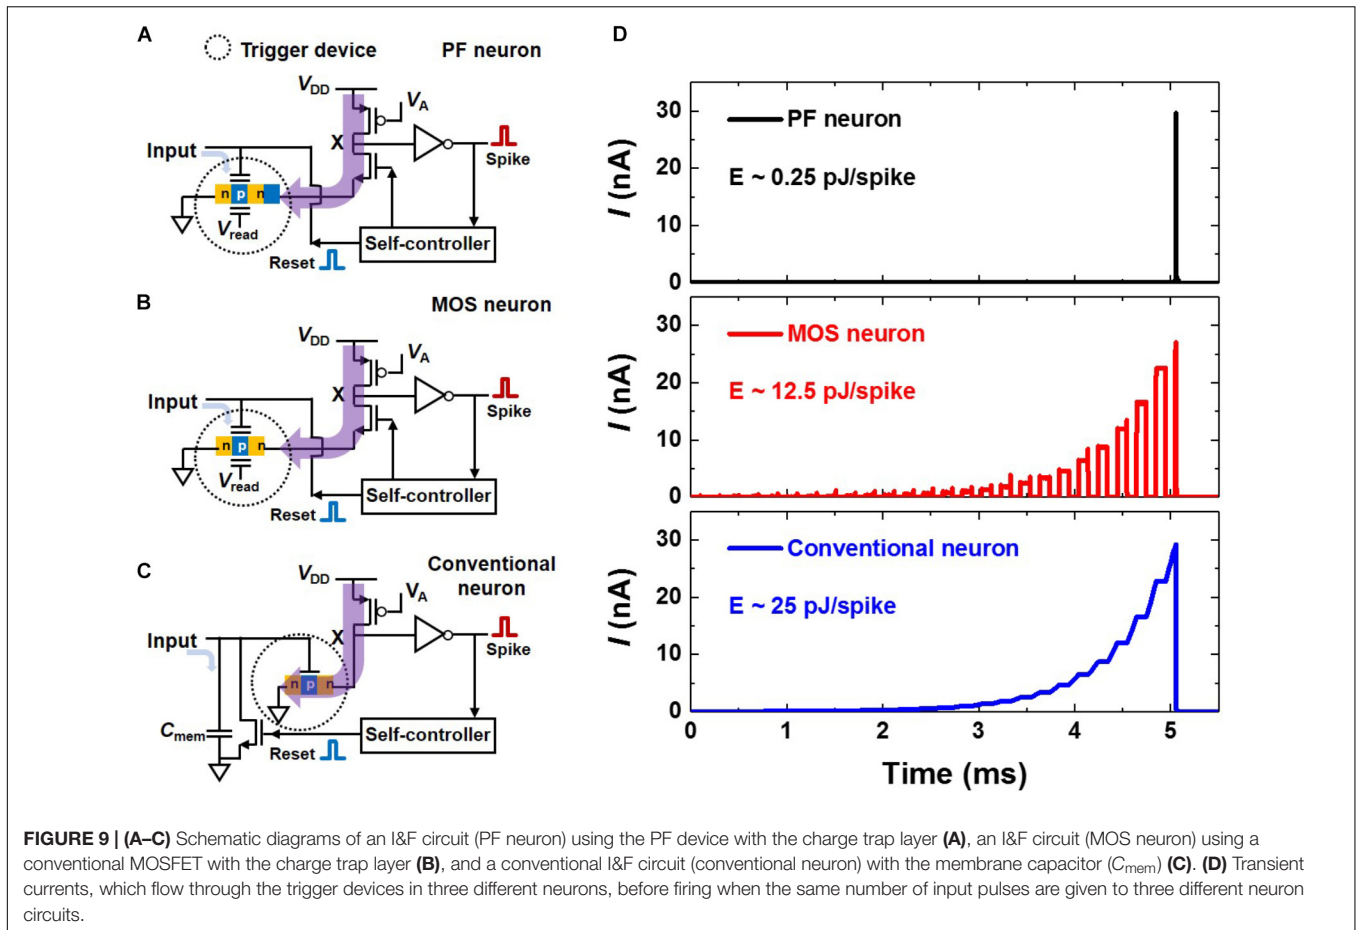 A
Trigger device
PF neuron
V_DD
V_A
X
Input
Spike
n p n
V_read
Self-controller
Reset
B
MOS neuron
V_DD
V_A
X
Input
Spike
n p n
V_read
Self-controller
Reset
C
Conventional
neuron
V_DD
V_A
X
Input
Spike
n p n
C_mem
Self-controller
Reset
D
I (nA)
30
20
10
0
PF neuron
E ~ 0.25 pJ/spike
I (nA)
30
20
10
0
MOS neuron
E ~ 12.5 pJ/spike
I (nA)
30
20
10
0
Conventional neuron
E ~ 25 pJ/spike
0 1 2 3 4 5
Time (ms)
FIGURE 9 | (A–C) Schematic diagrams of an I&F circuit (PF neuron) using the PF device with the charge trap layer (A), an I&F circuit (MOS neuron) using a
conventional MOSFET with the charge trap layer (B), and a conventional I&F circuit (conventional neuron) with the membrane capacitor (C_mem) (C). (D) Transient
currents, which flow through the trigger devices in three different neurons, before firing when the same number of input pulses are given to three different neuron
circuits.